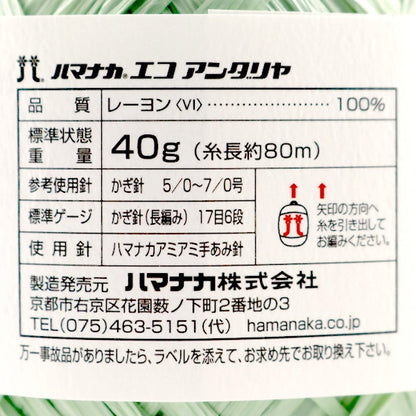 ハマナカ® エコ アンダリヤ
品質 レーヨン〈VI〉……………… 100%
標準状態重量 40g（糸長約80m）
参考使用針 かぎ針 5/0〜7/0号
標準ゲージ かぎ針（長編み） 17目6段
使用針 ハマナカアミアミ手あみ針
矢印の方向へ
糸を引き出して
お編みください。
製造発売元 ハマナカ株式会社
京都市右京区花園薮ノ下町2番地の3
TEL(075)463-5151(代) hamanaka.co.jp
万一事故品がありましたら、ラベルを添えて、お求め先でお取り換え下さい。